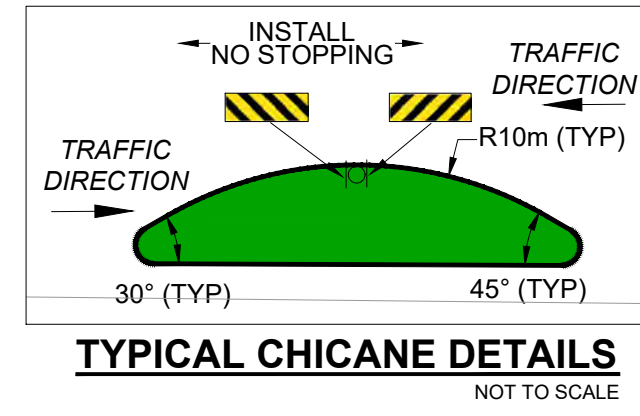 INSTALL
NO STOPPING
TRAFFIC
DIRECTION
R10m (TYP)
TRAFFIC
DIRECTION
30° (TYP)
45° (TYP)
TYPICAL CHICANE DETAILS
NOT TO SCALE